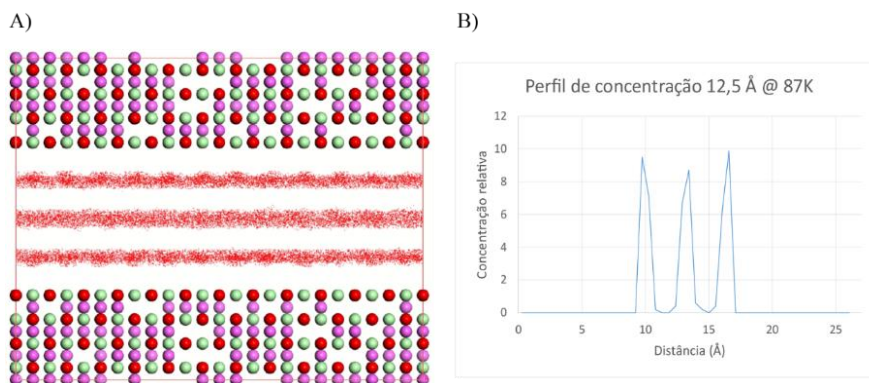 A)
B)
Perfil de concentração 12,5 Å @ 87K
Concentração relativa
12
10
8
6
4
2
0
0
5
10
15
20
25
Distância (Å)